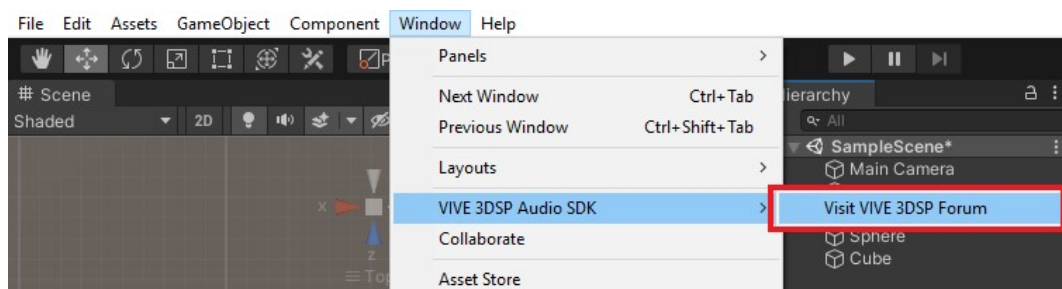 File Edit Assets GameObject Component Window Help
# Scene
Shaded 2D
x
z
Top
Panels
Next Window Ctrl+Tab
Previous Window Ctrl+Shift+Tab
Layouts
VIVE 3DSP Audio SDK
Collaborate
Asset Store
Visit VIVE 3DSP Forum
ierarchy
All
SampleScene*
Main Camera
Sphere
Cube